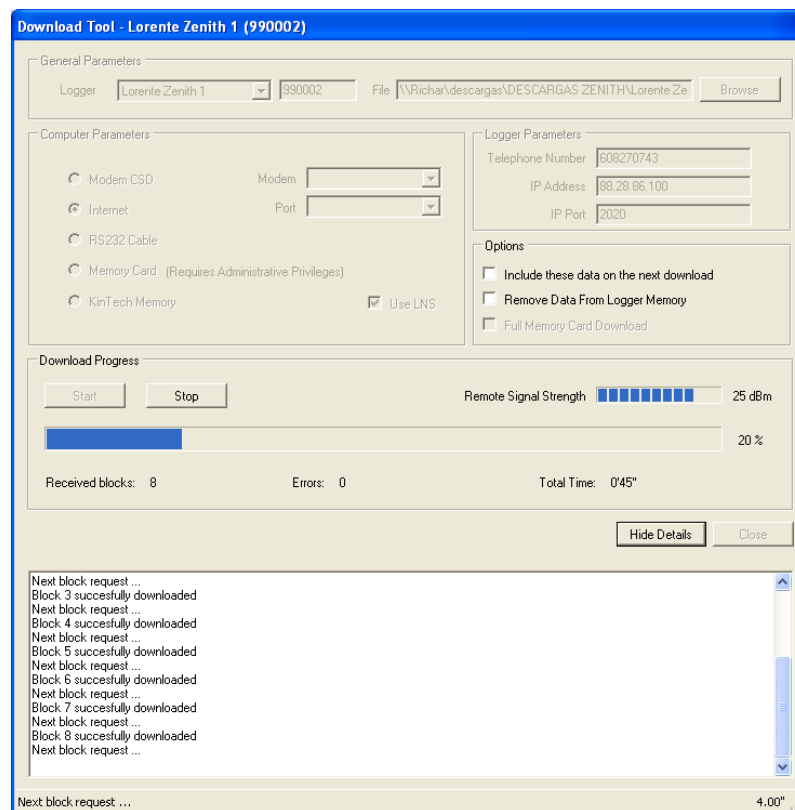 Download Tool - Lorente Zenith 1 (990002)
General Parameters
Logger Lorente Zenith 1 990002 File \\Richar\descargas\DESCARGAS ZENITH\Lorente Ze Browse
Computer Parameters
Modem CSD Modem
Internet Port
RS232 Cable
Memory Card (Requires Administrative Privileges)
KinTech Memory Use LNS
Logger Parameters
Telephone Number 608270743
IP Address 88.28.86.100
IP Port 2020
Options
Include these data on the next download
Remove Data From Logger Memory
Full Memory Card Download
Download Progress
Start Stop Remote Signal Strength 25 dBm
20 %
Received blocks: 8 Errors: 0 Total Time: 0'45"
Hide Details Close
Next block request ...
Block 3 succesfully downloaded
Next block request ...
Block 4 succesfully downloaded
Next block request ...
Block 5 succesfully downloaded
Next block request ...
Block 6 succesfully downloaded
Next block request ...
Block 7 succesfully downloaded
Next block request ...
Block 8 succesfully downloaded
Next block request ...
Next block request ... 4.00"